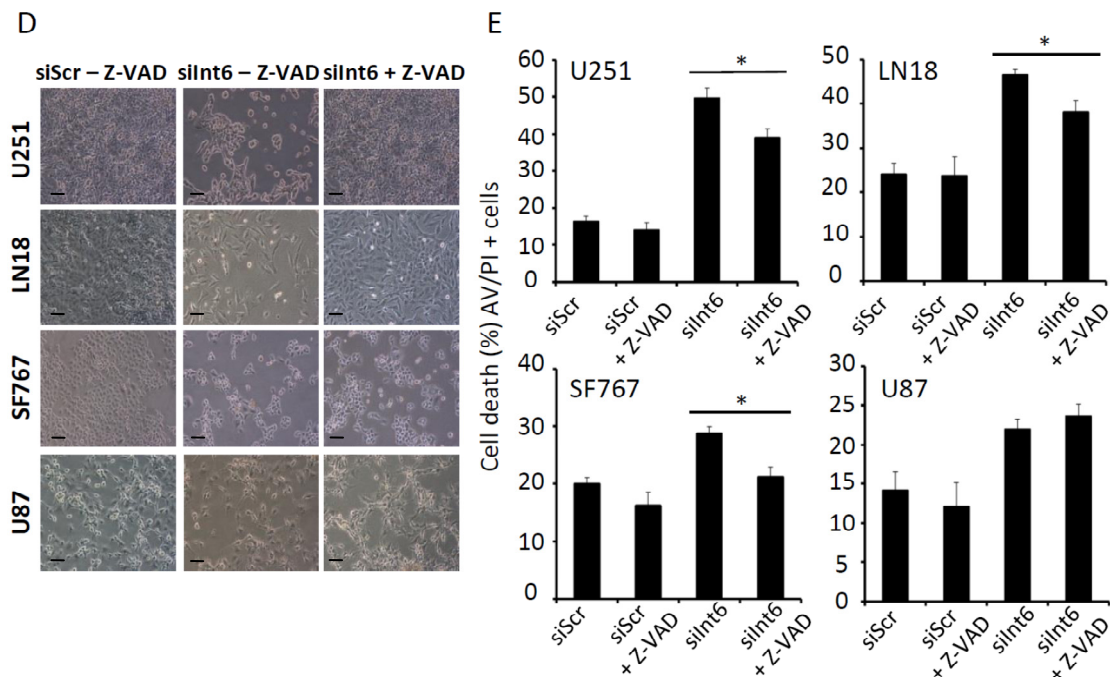 D
siScr – Z-VAD siInt6 – Z-VAD siInt6 + Z-VAD
U251
LN18
SF767
U87
E
Cell death (%) AV/PI + cells
U251
*
60
50
40
30
20
10
0
siScr
siScr
+ Z-VAD
siInt6
siInt6
+ Z-VAD
LN18
*
50
40
30
20
10
0
siScr
siScr
+ Z-VAD
siInt6
siInt6
+ Z-VAD
SF767
*
40
30
20
10
0
siScr
siScr
+ Z-VAD
siInt6
siInt6
+ Z-VAD
U87
30
25
20
15
10
5
0
siScr
siScr
+ Z-VAD
siInt6
siInt6
+ Z-VAD